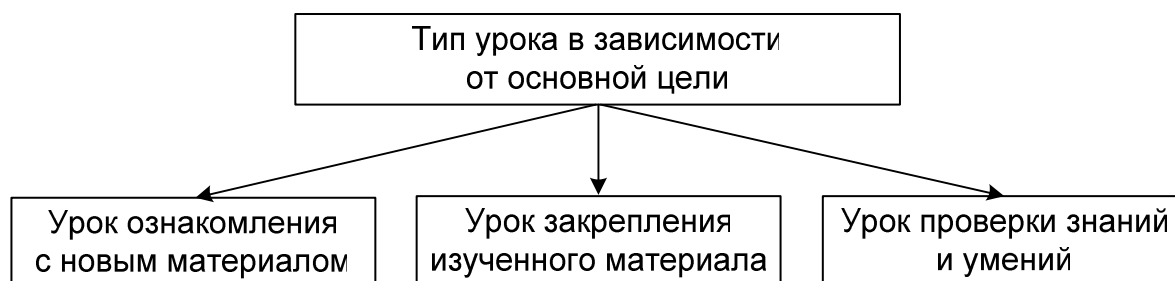 Тип урока в зависимости
от основной цели
Урок ознакомления
с новым материалом
Урок закрепления
изученного материала
Урок проверки знаний
и умений